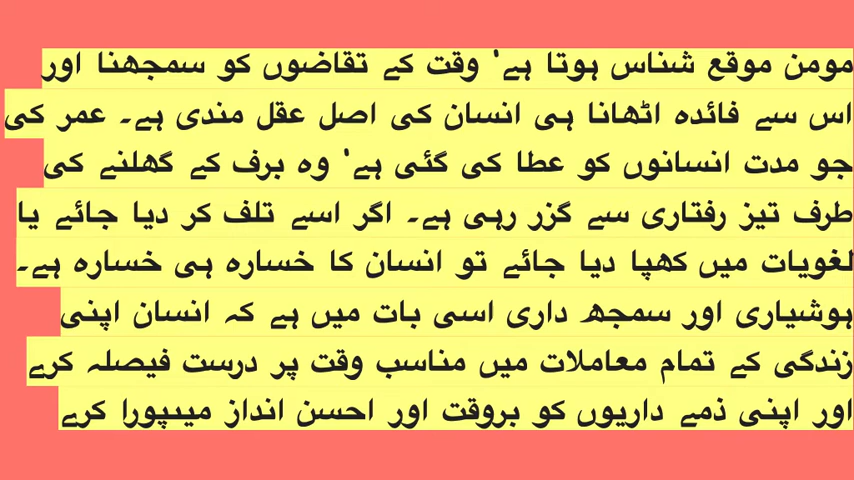 مومن موقع شناس ہوتا ہے‘ وقت کے تقاضوں کو سمجھنا اور
اس سے فائدہ اٹھانا ہی انسان کی اصل عقل مندی ہے۔ عمر کی
جو مدت انسانوں کو عطا کی گئی ہے‘ وہ برف کے گھلنے کی
طرف تیز رفتاری سے گزر رہی ہے۔ اگر اسے تلف کر دیا جائے یا
لغویات میں کھپا دیا جائے تو انسان کا خسارہ ہی خسارہ ہے۔
ہوشیاری اور سمجھ داری اسی بات میں ہے کہ انسان اپنی
زندگی کے تمام معاملات میں مناسب وقت پر درست فیصلہ کرے
اور اپنی ذمے داریوں کو بروقت اور احسن انداز میںپورا کرے